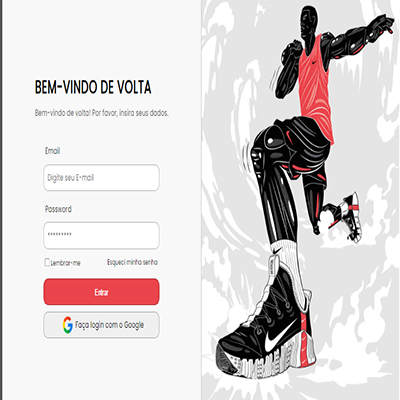 BEM-VINDO DE VOLTA
Bem-vindo de volta! Por favor, insira seus dados.
Email
Digite seu E-mail
Password
*********
Lembrar-me Esqueci minha senha
Entrar
Faça login com o Google